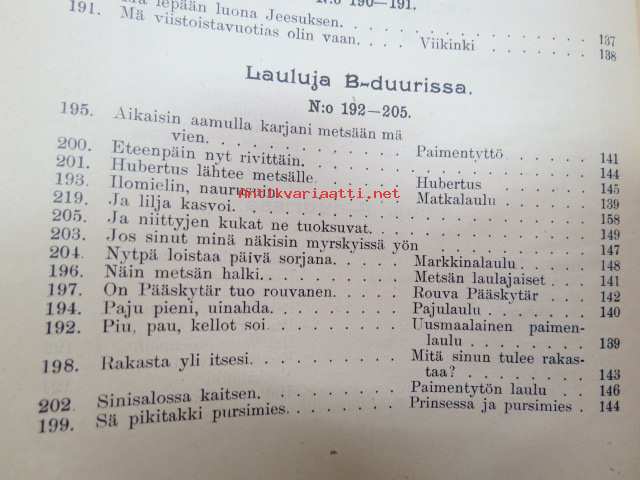 N:o 190—191.
Mä lepään luona Jeesuksen. 137
191. Mä viistoistavuotias olin vaan. Viikinki 138
Lauluja B-duurissa.
N:o 192—205.
195. Aikaisin aamulla karjani metsään mä
vien. Paimentyttö 141
200. Eteenpäin nyt rivittäin. 144
201. Hubertus lähtee metsälle. Hubertus 145
193. Ilomielin, Matkalaulu 139
antikvariaatti.net
219. Ja lilja kasvoi. 158
205. Ja niittyjen kukat ne tuoksuvat. 149
203. Jos sinut minä näkisin myrskyissä yön 147
204. Nytpä loistaa päivä sorjana. Markkinalaulu 148
196. Näin metsän halki. Metsän laulajaiset 141
197. On Pääskytär tuo rouvanen. Rouva Pääskytär 142
194. Paju pieni, uinahda. Pajulaulu 140
192. Piu, pau, kellot soi. Uusmaalainen paimen-
laulu 139
198. Rakasta yli itsesi. Mitä sinun tulee rakas-
taa? 143
202. Sinisalossa kaitsen. Paimentytön laulu 146
199. Sä pikitakki pursimies. Prinsessa ja pursimies 144